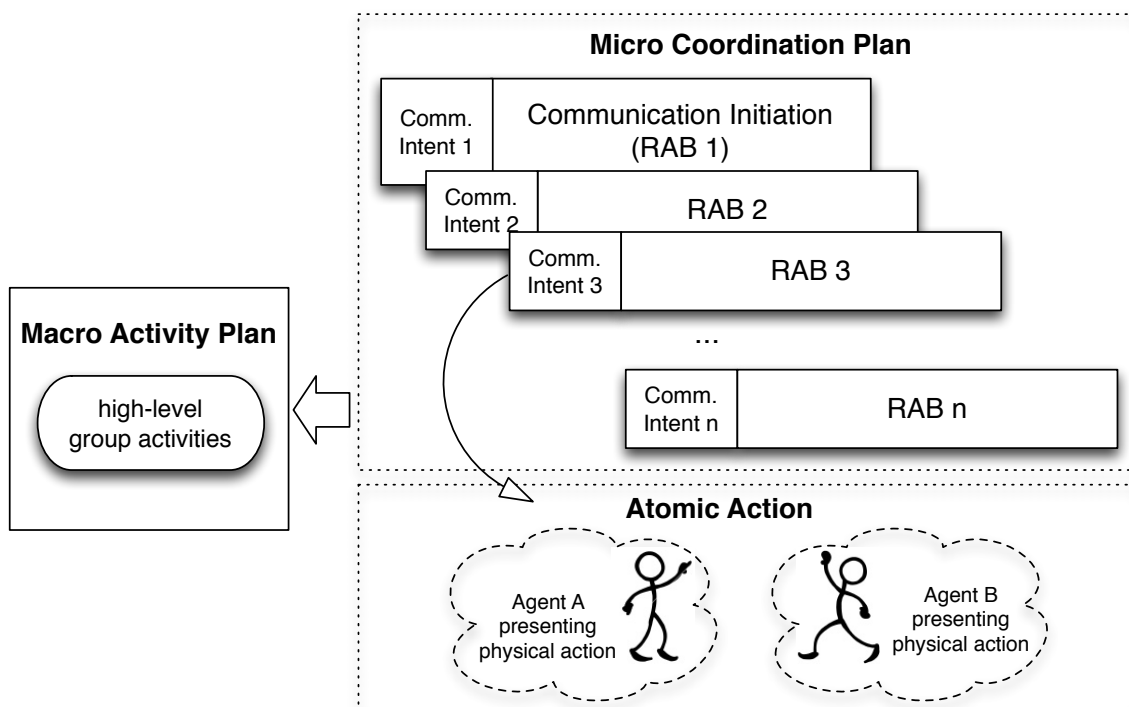 Micro Coordination Plan
Comm.
Intent 1
Communication Initiation
(RAB 1)
Comm.
Intent 2
RAB 2
Comm.
Intent 3
RAB 3
...
Comm.
Intent n
RAB n
Macro Activity Plan
high-level
group activities
Atomic Action
Agent A
presenting
physical action
Agent B
presenting
physical action